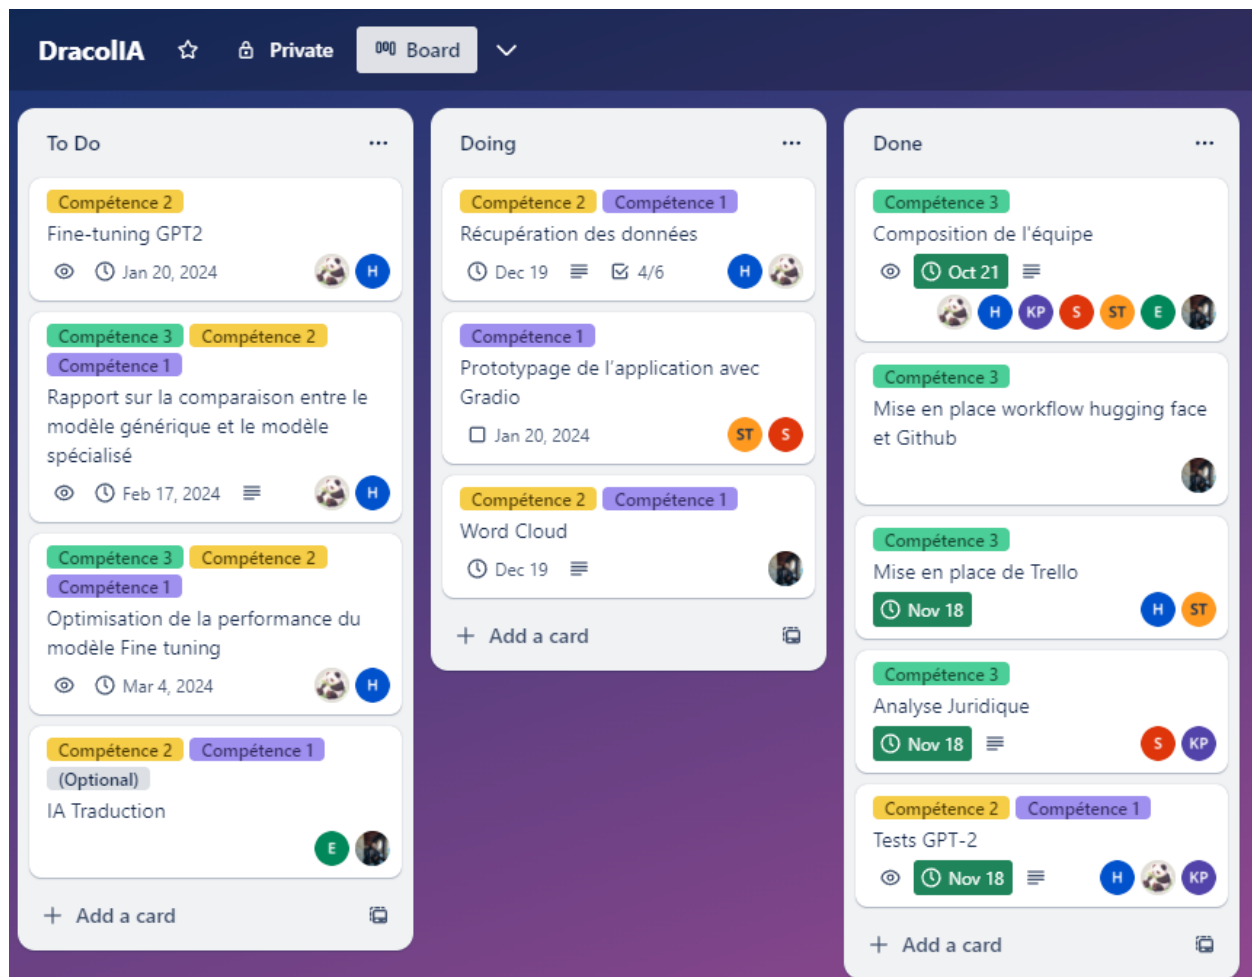 DracolIA Private Board
To Do
Compétence 2
Fine-tuning GPT2
Jan 20, 2024 H
Compétence 3 Compétence 2
Compétence 1
Rapport sur la comparaison entre le
modèle générique et le modèle
spécialisé
Feb 17, 2024 H
Compétence 3 Compétence 2
Compétence 1
Optimisation de la performance du
modèle Fine tuning
Mar 4, 2024 H
Compétence 2 Compétence 1
(Optional)
IA Traduction
E
+ Add a card
Doing
Compétence 2 Compétence 1
Récupération des données
Dec 19 4/6 H
Compétence 1
Prototypage de l'application avec
Gradio
Jan 20, 2024 ST S
Compétence 2 Compétence 1
Word Cloud
Dec 19
+ Add a card
Done
Compétence 3
Composition de l'équipe
Oct 21
H KP S ST E
Compétence 3
Mise en place workflow hugging face
et Github
Compétence 3
Mise en place de Trello
Nov 18 H ST
Compétence 3
Analyse Juridique
Nov 18 S KP
Compétence 2 Compétence 1
Tests GPT-2
Nov 18 H KP
+ Add a card